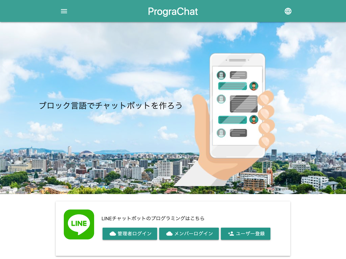 PrograChat
ブロック言語でチャットボットを作ろう
LINE
LINEチャットボットのプログラミングはこちら
管理者ログイン
メンバーログイン
ユーザー登録